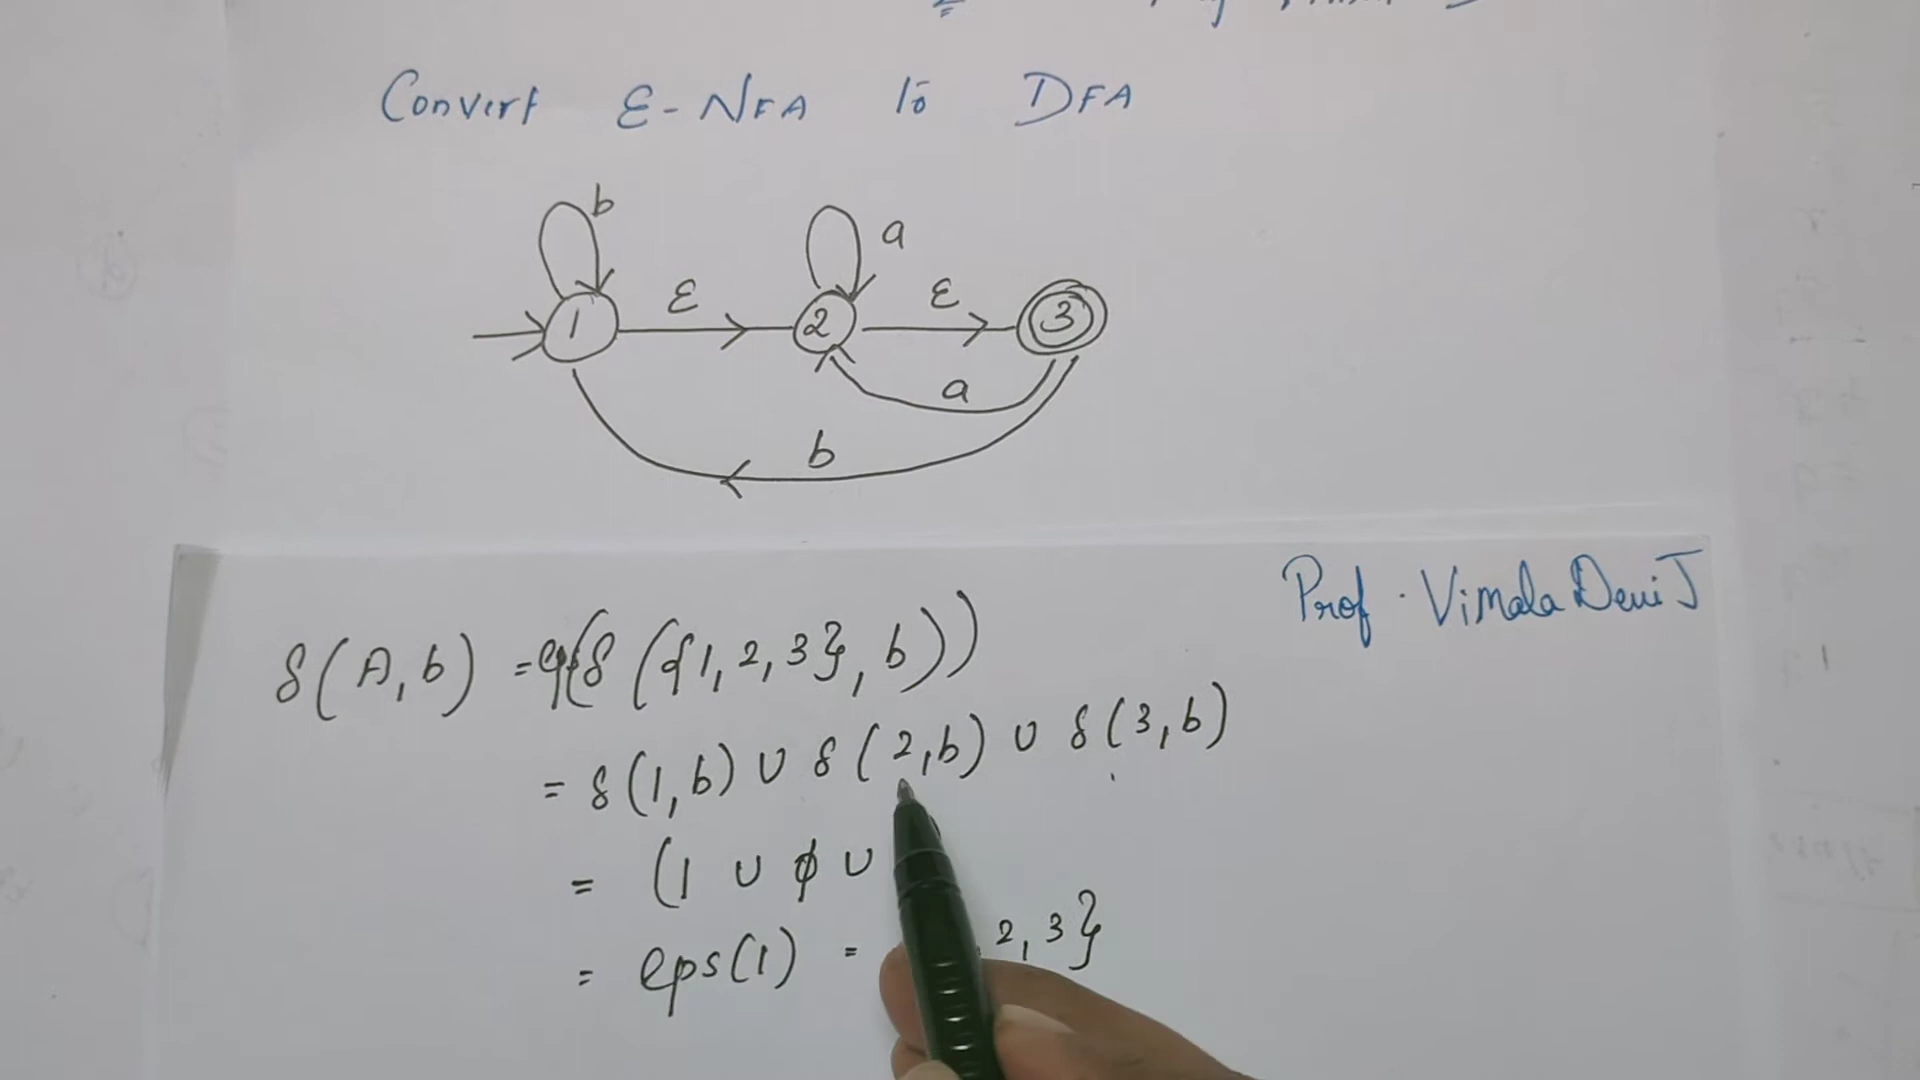 Convert ε-NFA to DFA
b
a
ε
ε
1
2
3
a
b
Prof. Vimala Devi J
δ(A,b) = eps(δ({1,2,3},b))
= δ(1,b) ∪ δ(2,b) ∪ δ(3,b)
= (1 ∪ ϕ ∪
= eps(1) = 2,3}